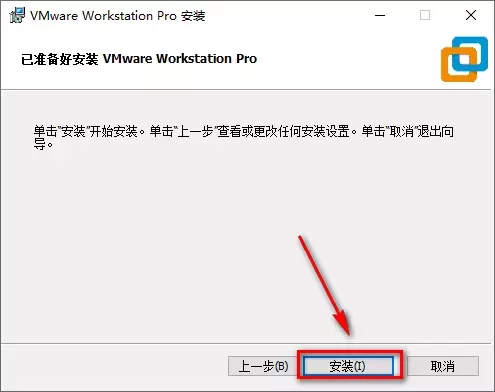 VMware Workstation Pro 安装
已准备好安装 VMware Workstation Pro
单击“安装”开始安装。单击“上一步”查看或更改任何安装设置。单击“取消”退出向
导。
上一步(B)
安装(I)
取消